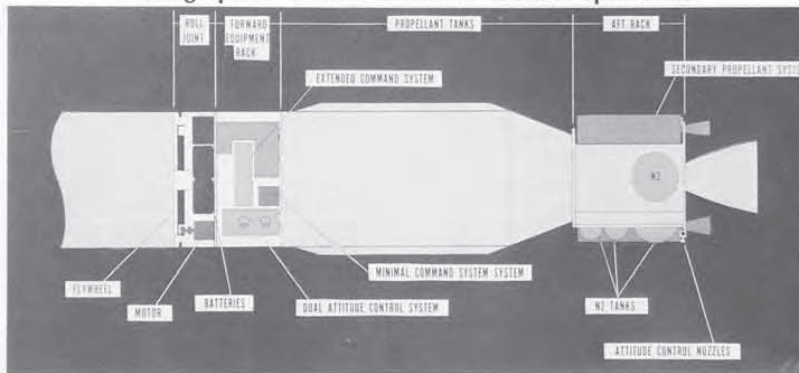 ROLL
JOINT
FORWARD
EQUIPMENT
RACK
PROPELLANT TANKS
AFT RACK
EXTENDED COMMAND SYSTEM
SECONDARY PROPELLANT SYSTE
N2
MINIMAL COMMAND SYSTEM SYSTEM
FLYWHEEL
BATTERIES
DUAL ATTITUDE CONTROL SYSTEM
N2 TANKS
MOTOR
ATTITUDE CONTROL NOZZLES